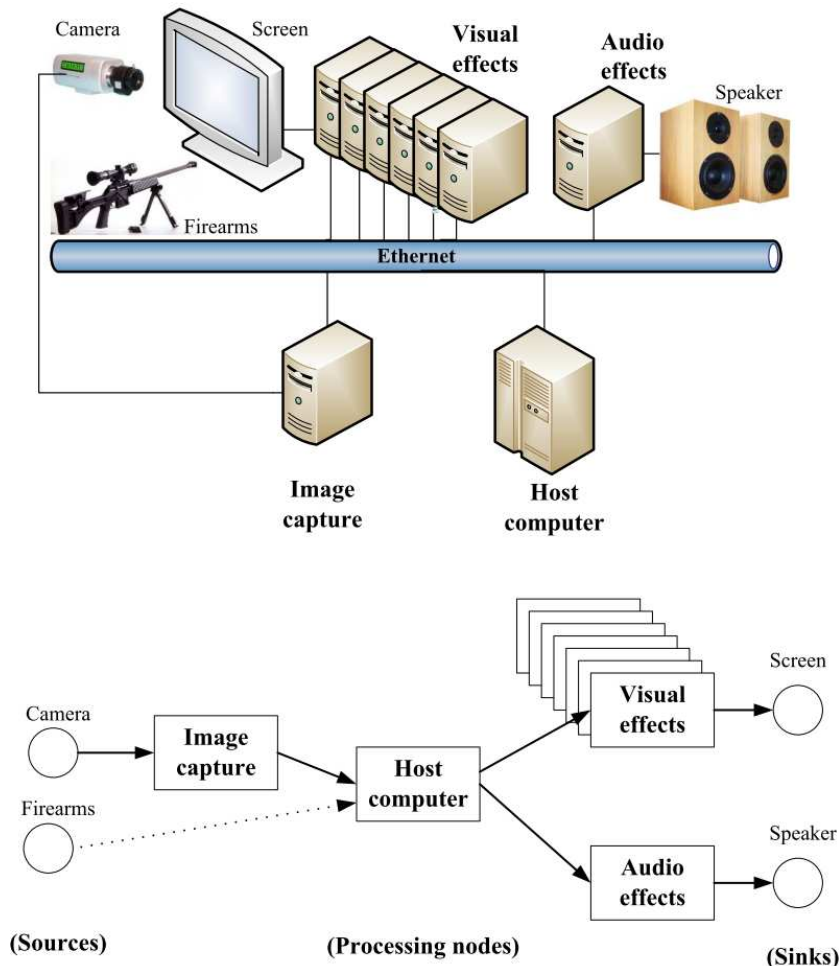 Camera
Screen
Visual
effects
Audio
effects
Speaker
Firearms
Ethernet
Image
capture
Host
computer
Screen
Visual
effects
Camera
Image
capture
Host
computer
Firearms
Speaker
Audio
effects
(Sources)
(Processing nodes)
(Sinks)